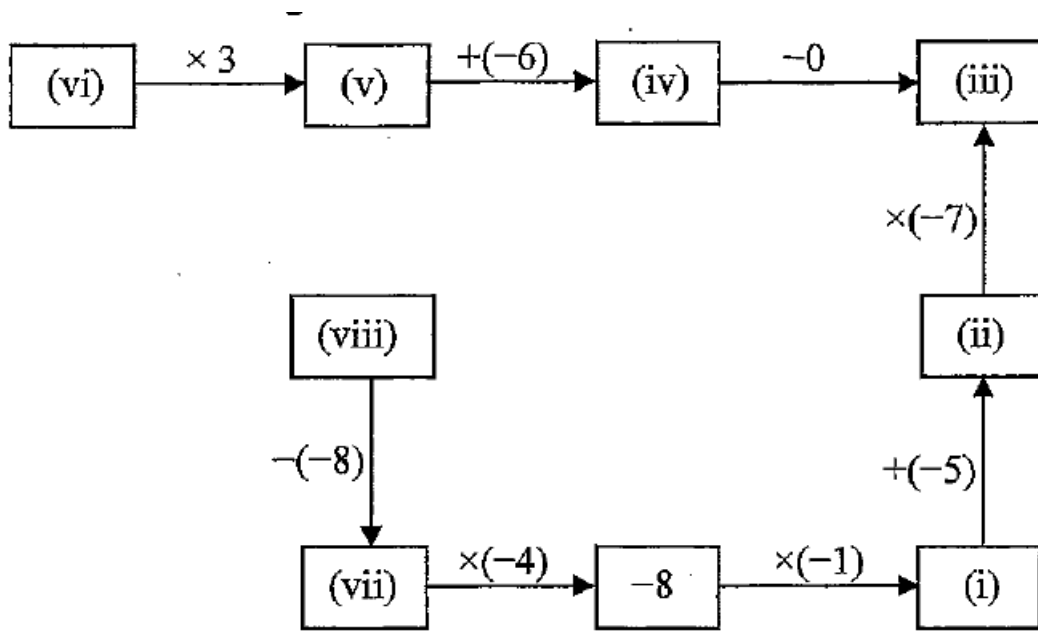 × 3 +(−6) −0
(vi) (v) (iv) (iii)
×(−7)
(viii) (ii)
−(−8) +(−5)
×(−4) ×(−1)
(vii) −8 (i)